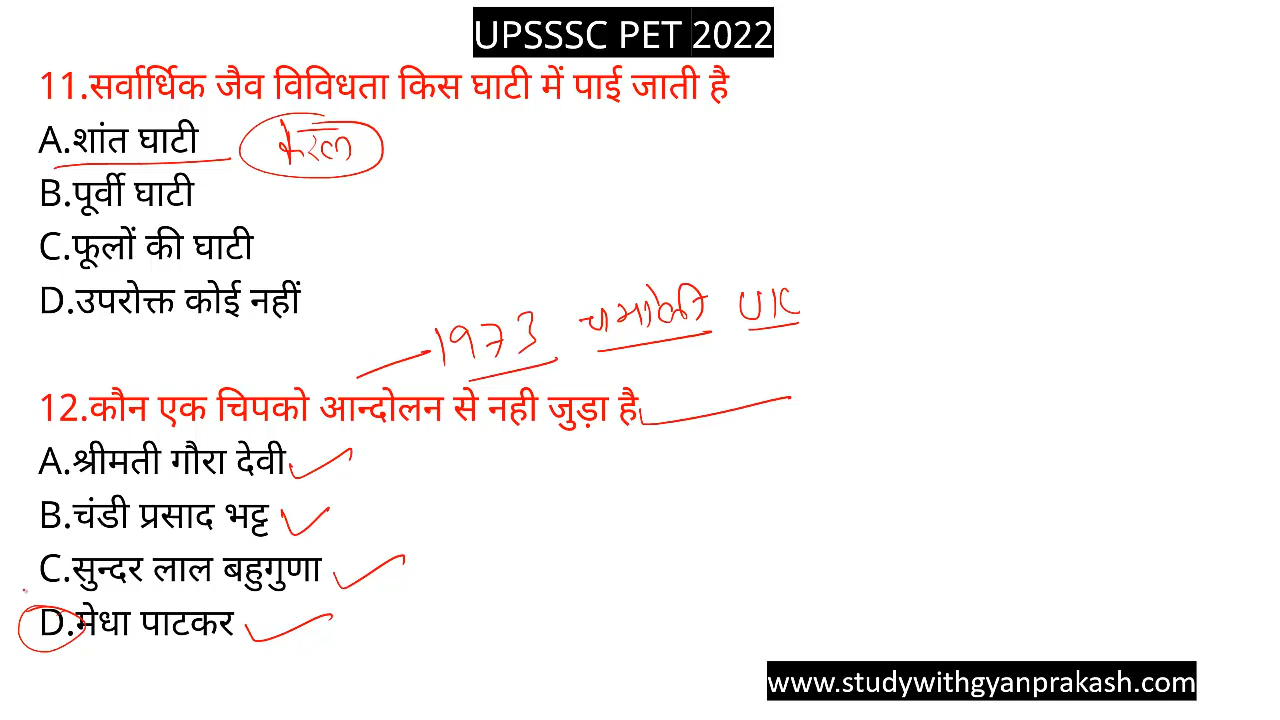 UPSSSC PET 2022
11.सर्वार्धिक जैव विविधता किस घाटी में पाई जाती है
A.शांत घाटी केरल
B.पूर्वी घाटी
C.फूलों की घाटी
D.उपरोक्त कोई नहीं
1973 चमोली UK
12.कौन एक चिपको आन्दोलन से नही जुड़ा है
A.श्रीमती गौरा देवी
B.चंडी प्रसाद भट्ट
C.सुन्दर लाल बहुगुणा
D.मेधा पाटकर
www.studywithgyanprakash.com